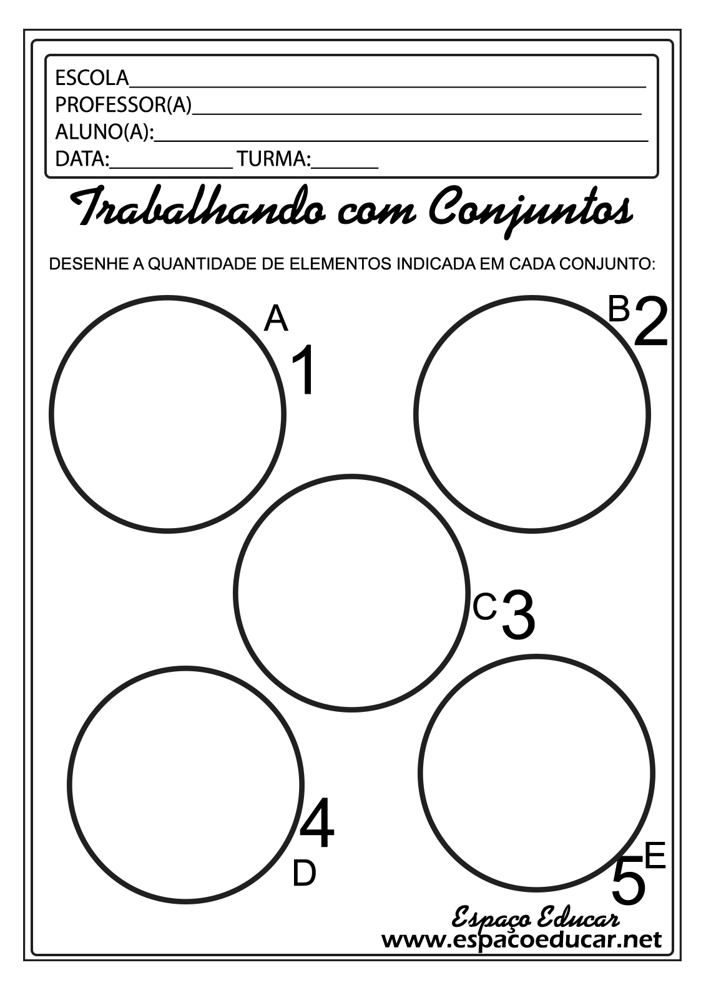 ESCOLA
PROFESSOR(A)
ALUNO(A):
DATA: TURMA:
Trabalhando com Conjuntos
DESENHE A QUANTIDADE DE ELEMENTOS INDICADA EM CADA CONJUNTO:
A
1
B 2
C 3
4
D
E
5
Espaço Educar
www.espacoeducar.net